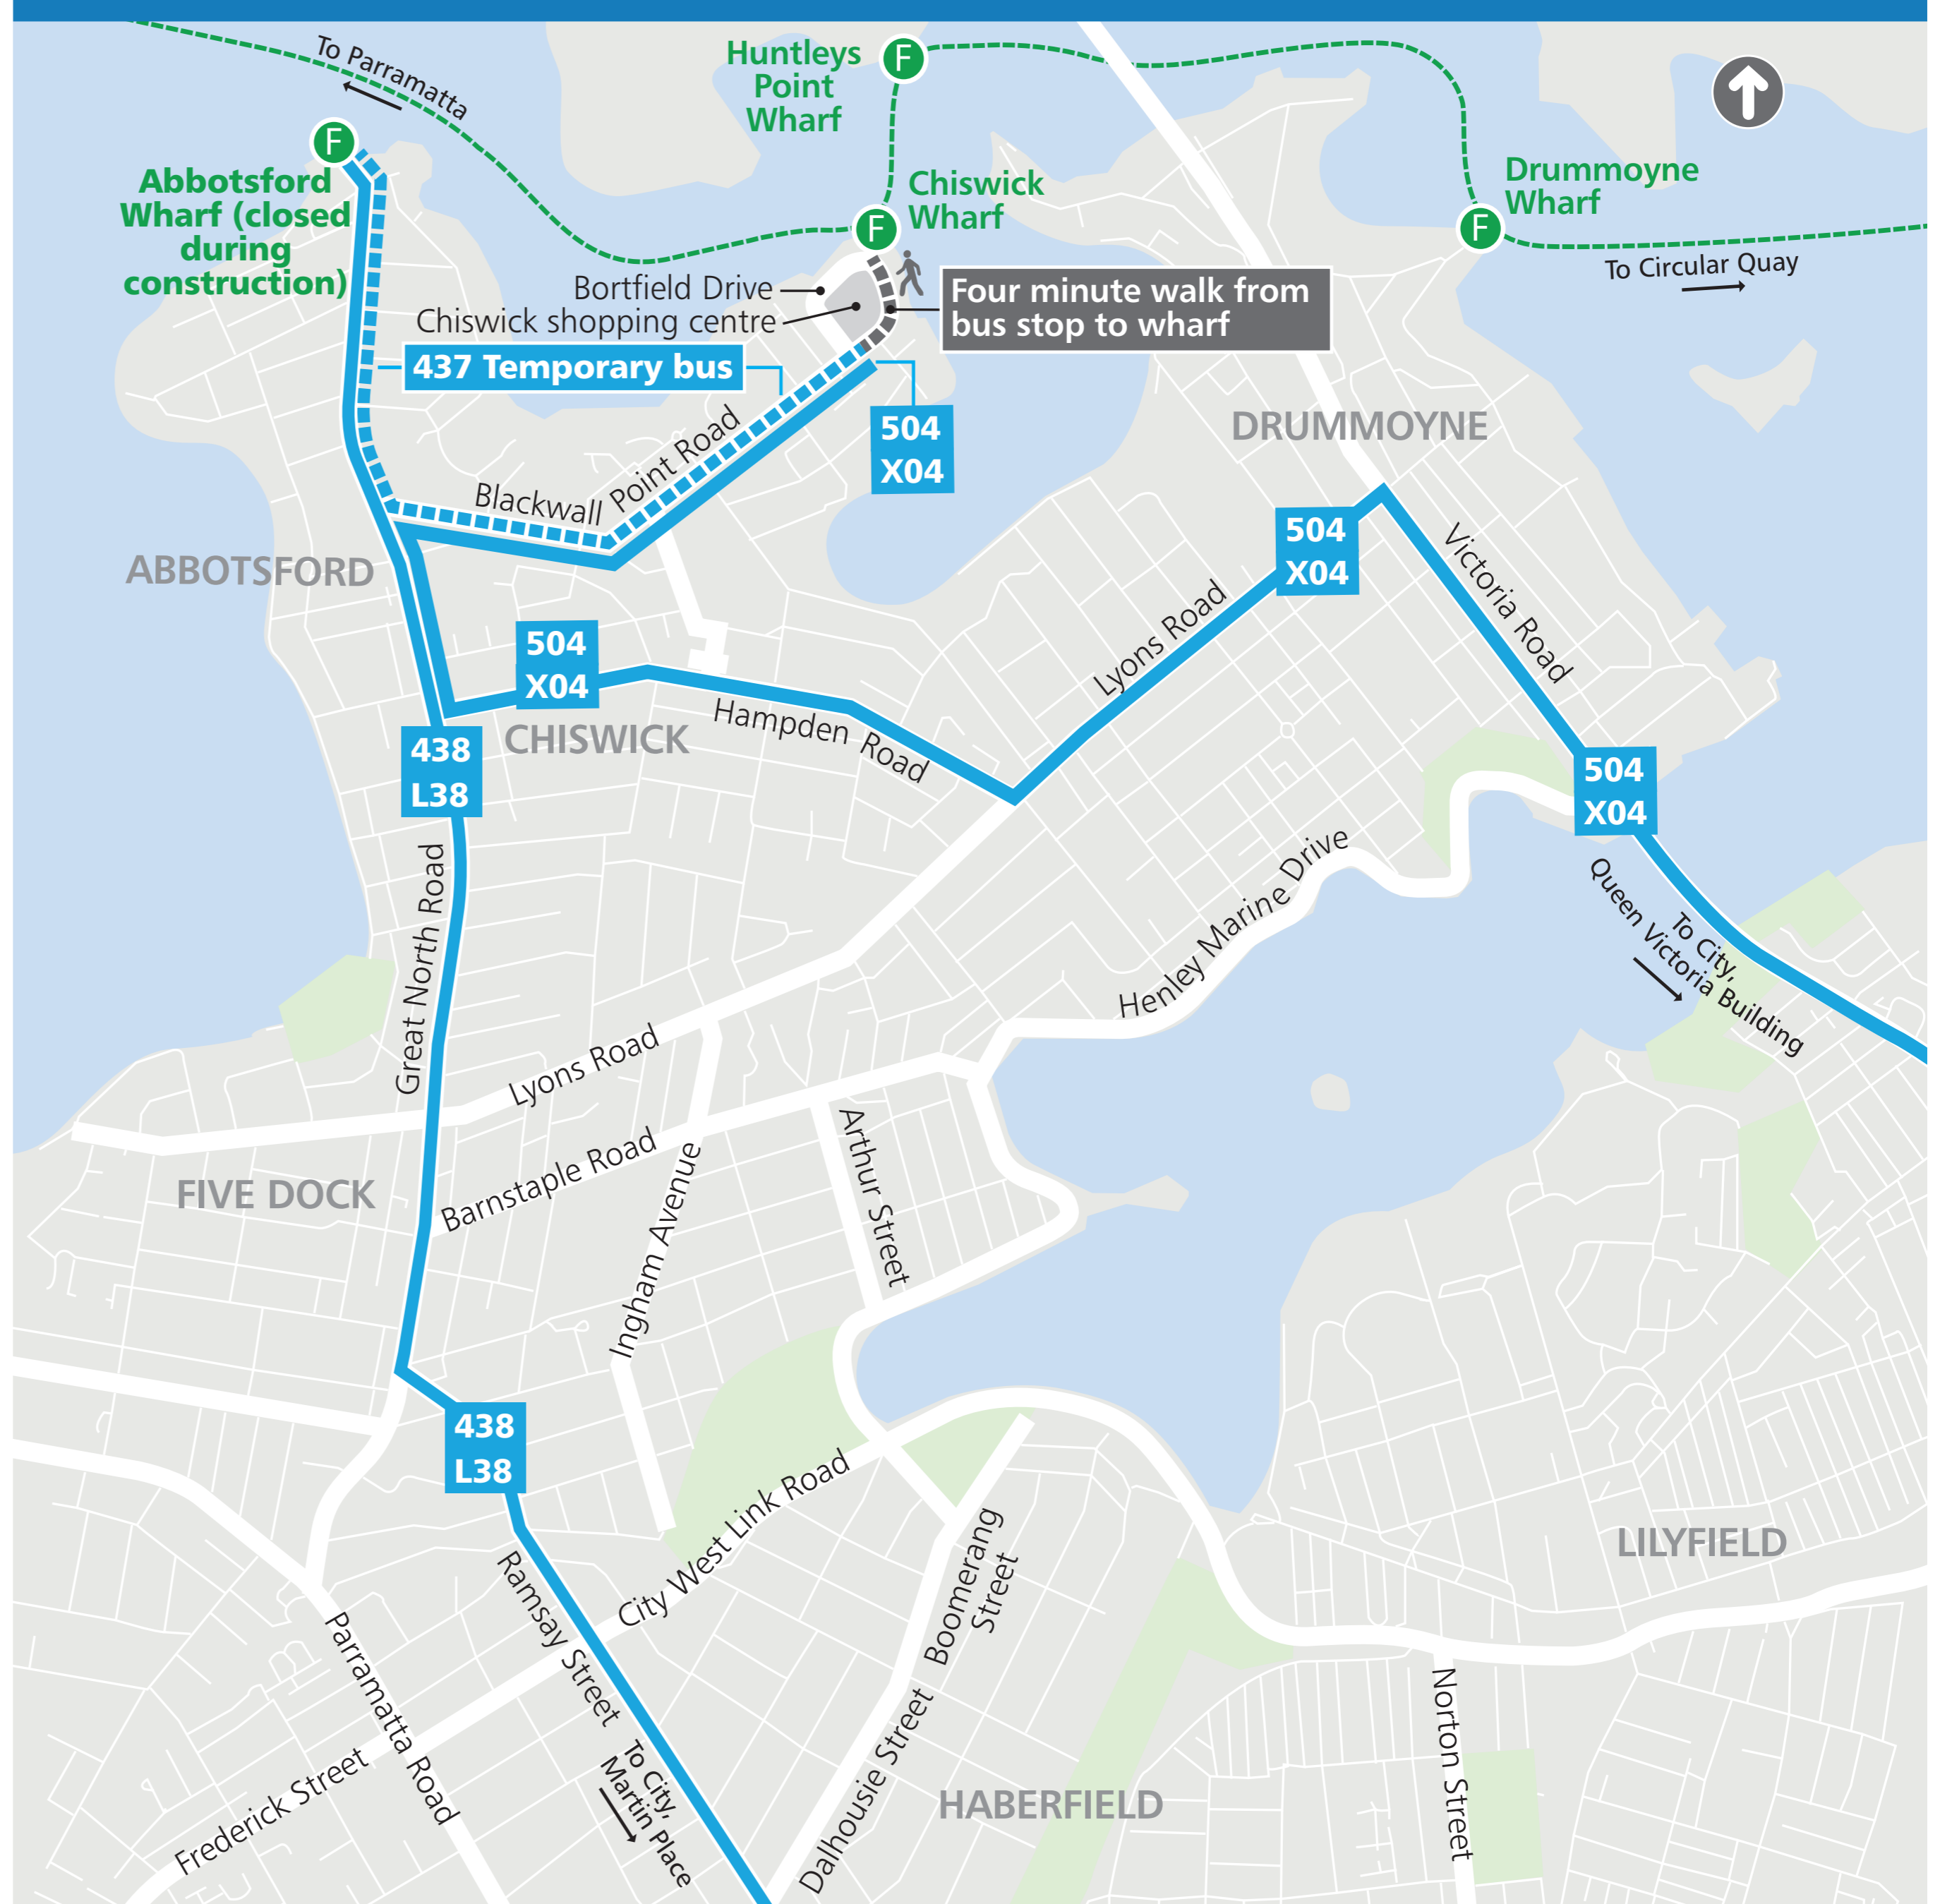 To Parramatta
Huntleys
Point
Wharf
F
F
Abbotsford
Wharf (closed
during
construction)
Chiswick
Wharf
F
Drummoyne
Wharf
F
To Circular Quay
Bortfield Drive
Chiswick shopping centre
Four minute walk from
bus stop to wharf
437 Temporary bus
504
X04
DRUMMOYNE
Blackwall Point Road
504
X04
Victoria Road
ABBOTSFORD
Lyons Road
504
X04
CHISWICK
Hampden Road
438
L38
504
X04
Great North Road
Henley Marine Drive
To City,
Queen Victoria Building
Lyons Road
Barnstaple Road
Arthur Street
FIVE DOCK
Ingham Avenue
438
L38
City West Link Road
Boomerang
Street
LILYFIELD
Ramsay Street
Parramatta Road
To City,
Martin Place
Frederick Street
Dalhousie Street
HABERFIELD
Norton Street